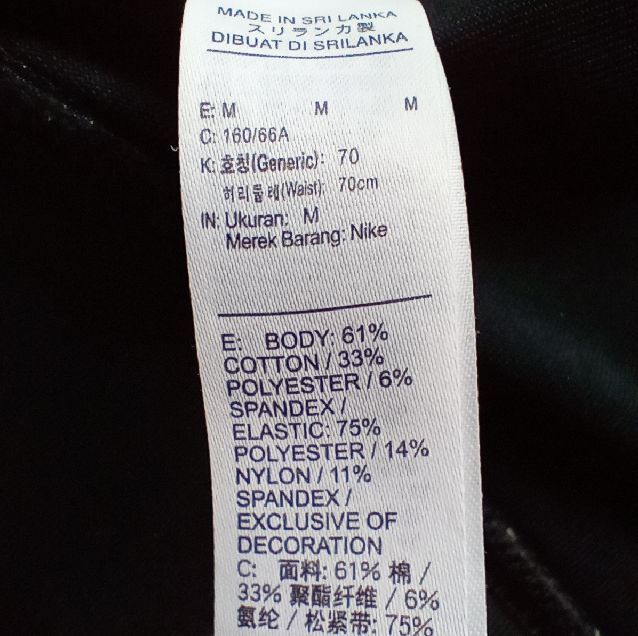 MADE IN SRI LANKA
スリランカ製
DIBUAT DI SRILANKA
E: M M M
C: 160/66A
K: 호칭(Generic): 70
허리둘레(Waist): 70cm
IN: Ukuran: M
Merek Barang: Nike
E: BODY: 61%
COTTON / 33%
POLYESTER / 6%
SPANDEX /
ELASTIC: 75%
POLYESTER / 14%
NYLON / 11%
SPANDEX /
EXCLUSIVE OF
DECORATION
C: 面料: 61% 棉 /
33% 聚酯纤维 / 6%
氨纶 / 松紧带: 75%